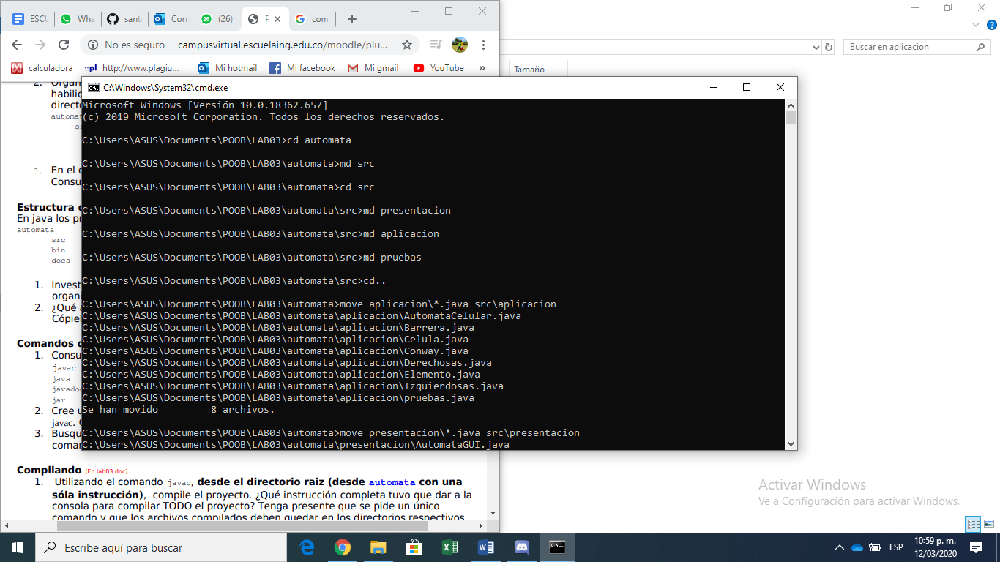 ESCU
Wha
sant
Corr
(26)
F
com
No es seguro
campusvirtual.escuelaing.edu.co/moodle/plu...
calculadora
http://www.plagiu...
Mi hotmail
Mi facebook
Mi gmail
YouTube
»
Buscar en aplicacion
Tamaño
2. Organ
habilid
directo
automat
3. En el d
Consu
Estructura d
En java los pr
automata
src
bin
docs
1. Invest
organi
2. ¿Qué a
Cópiel
Comandos d
1. Consu
javac
java
javadoc
jar
2. Cree u
javac. C
3. Busqu
coman
Compilando [En lab03.doc]
1. Utilizando el comando javac, desde el directorio raiz (desde automata con una
sóla instrucción), compile el proyecto. ¿Qué instrucción completa tuvo que dar a la
consola para compilar TODO el proyecto? Tenga presente que se pide un único
comando y que los archivos compilados deben quedar en los directorios respectivos
C:\Windows\System32\cmd.exe
Microsoft Windows [Versión 10.0.18362.657]
(c) 2019 Microsoft Corporation. Todos los derechos reservados.
C:\Users\ASUS\Documents\POOB\LAB03>cd automata
C:\Users\ASUS\Documents\POOB\LAB03\automata>md src
C:\Users\ASUS\Documents\POOB\LAB03\automata>cd src
C:\Users\ASUS\Documents\POOB\LAB03\automata\src>md presentacion
C:\Users\ASUS\Documents\POOB\LAB03\automata\src>md aplicacion
C:\Users\ASUS\Documents\POOB\LAB03\automata\src>md pruebas
C:\Users\ASUS\Documents\POOB\LAB03\automata\src>cd..
C:\Users\ASUS\Documents\POOB\LAB03\automata>move aplicacion\*.java src\aplicacion
C:\Users\ASUS\Documents\POOB\LAB03\automata\aplicacion\AutomataCelular.java
C:\Users\ASUS\Documents\POOB\LAB03\automata\aplicacion\Barrera.java
C:\Users\ASUS\Documents\POOB\LAB03\automata\aplicacion\Celula.java
C:\Users\ASUS\Documents\POOB\LAB03\automata\aplicacion\Conway.java
C:\Users\ASUS\Documents\POOB\LAB03\automata\aplicacion\Derechosas.java
C:\Users\ASUS\Documents\POOB\LAB03\automata\aplicacion\Elemento.java
C:\Users\ASUS\Documents\POOB\LAB03\automata\aplicacion\Izquierdosas.java
C:\Users\ASUS\Documents\POOB\LAB03\automata\aplicacion\pruebas.java
Se han movido         8 archivos.
C:\Users\ASUS\Documents\POOB\LAB03\automata>move presentacion\*.java src\presentacion
C:\Users\ASUS\Documents\POOB\LAB03\automata\presentacion\AutomataGUI.java
Activar Windows
Ve a Configuración para activar Windows.
Escribe aquí para buscar
ESP
10:59 p. m.
12/03/2020